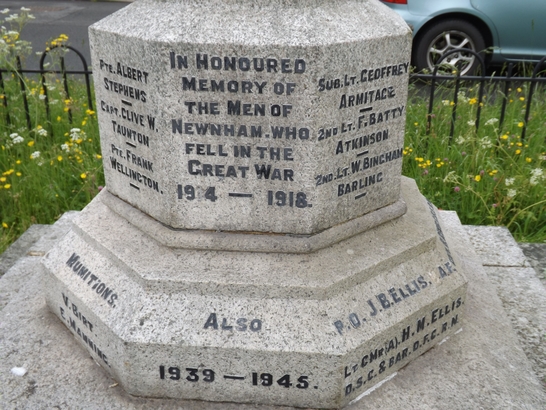 Pte. Albert
Stephens
Capt. Clive W.
Taunton
Pte. Frank
Wellington.
In Honoured
Memory of
the Men of
Newnham, who
fell in the
Great War
1914 — 1918.
Sub. Lt. Geoffrey
Armitage
2nd Lt. F. Batty
Atkinson
2nd Lt. W. Bingham
Barling
Munitions.
V. Birt
E. Manning
Also
1939 — 1945.
P.O. J.B. Ellis, R.A.F.
Lt. Cmr(A). H. N. Ellis.
D.S.C. & Bar. D.F.C. R.N.